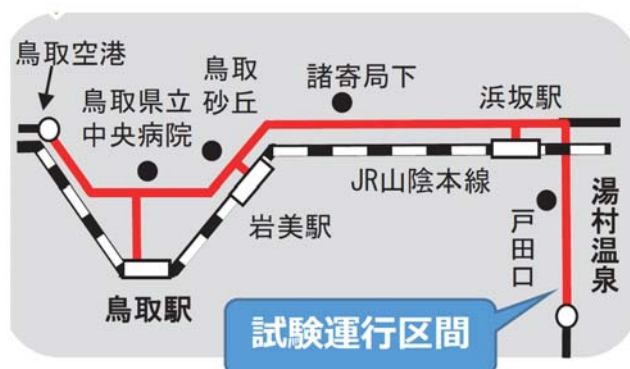 鳥取空港
鳥取県立
中央病院
鳥取
砂丘
諸寄局下
浜坂駅
JR山陰本線
岩美駅
鳥取駅
戸田口
湯村温泉
試験運行区間